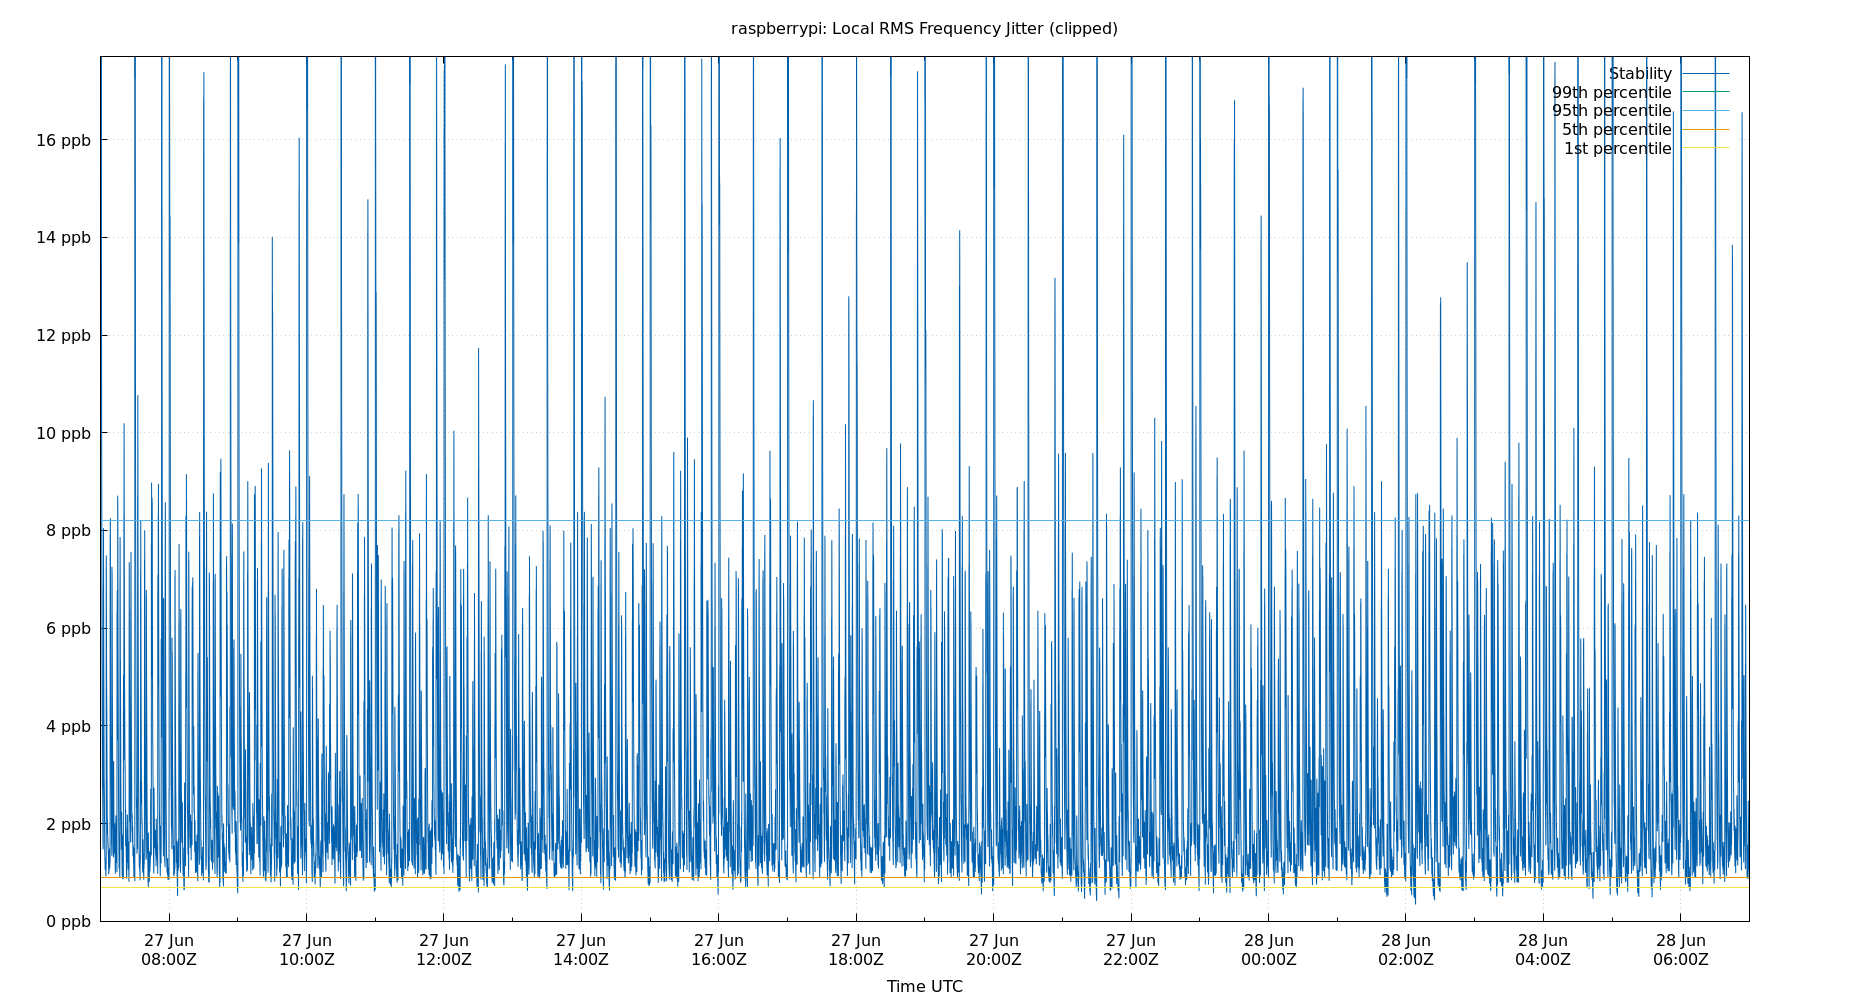 raspberrypi: Local RMS Frequency Jitter (clipped)
Stability
99th percentile
95th percentile
5th percentile
1st percentile
16 ppb
14 ppb
12 ppb
10 ppb
8 ppb
6 ppb
4 ppb
2 ppb
0 ppb
27 Jun 27 Jun 27 Jun 27 Jun 27 Jun 27 Jun 27 Jun 27 Jun 28 Jun 28 Jun 28 Jun 28 Jun
08:00Z 10:00Z 12:00Z 14:00Z 16:00Z 18:00Z 20:00Z 22:00Z 00:00Z 02:00Z 04:00Z 06:00Z
Time UTC